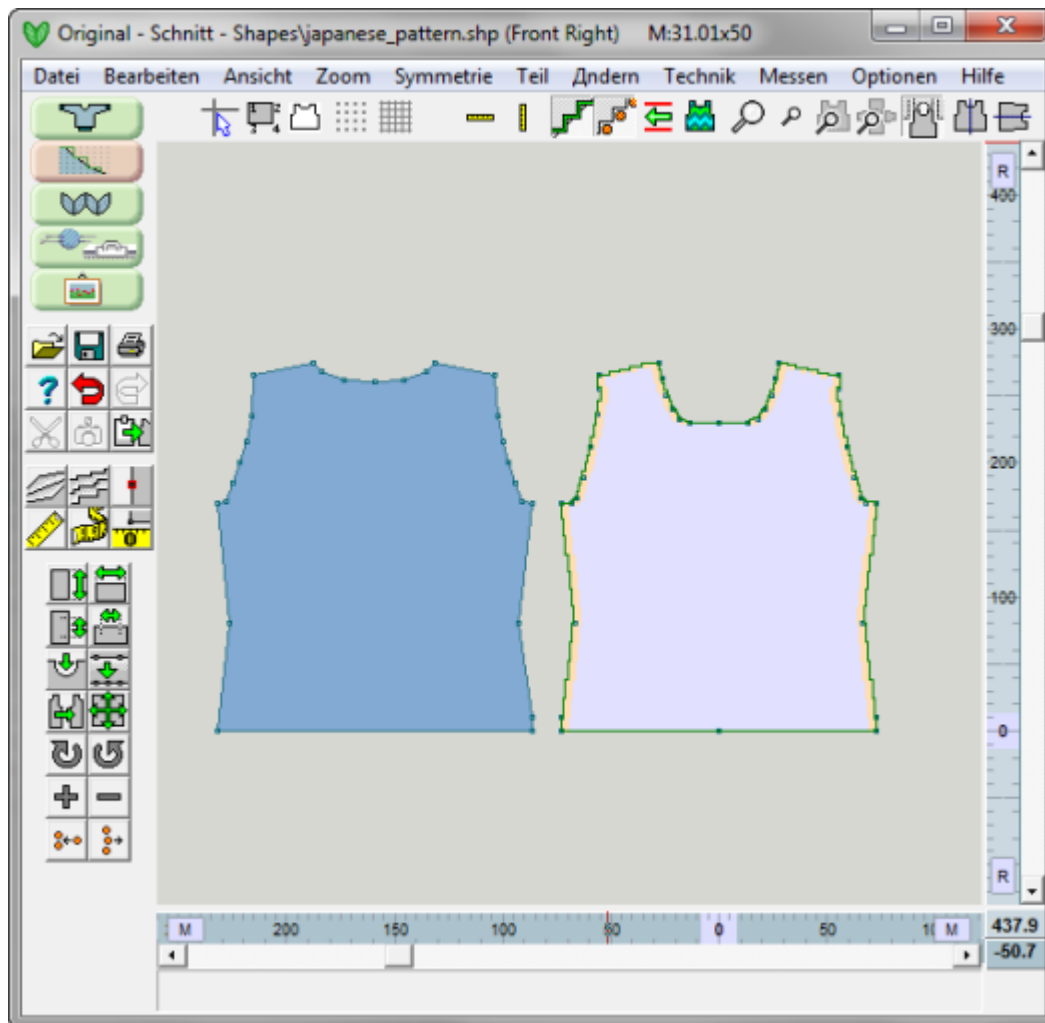 Original - Schnitt - Shapes\japanese_pattern.shp (Front Right) M:31.01x50
Datei Bearbeiten Ansicht Zoom Symmetrie Teil Дndern Technik Messen Optionen Hilfe
R
400
300
200
100
0
R
M 200 150 100 50 0 50 M
437.9
-50.7